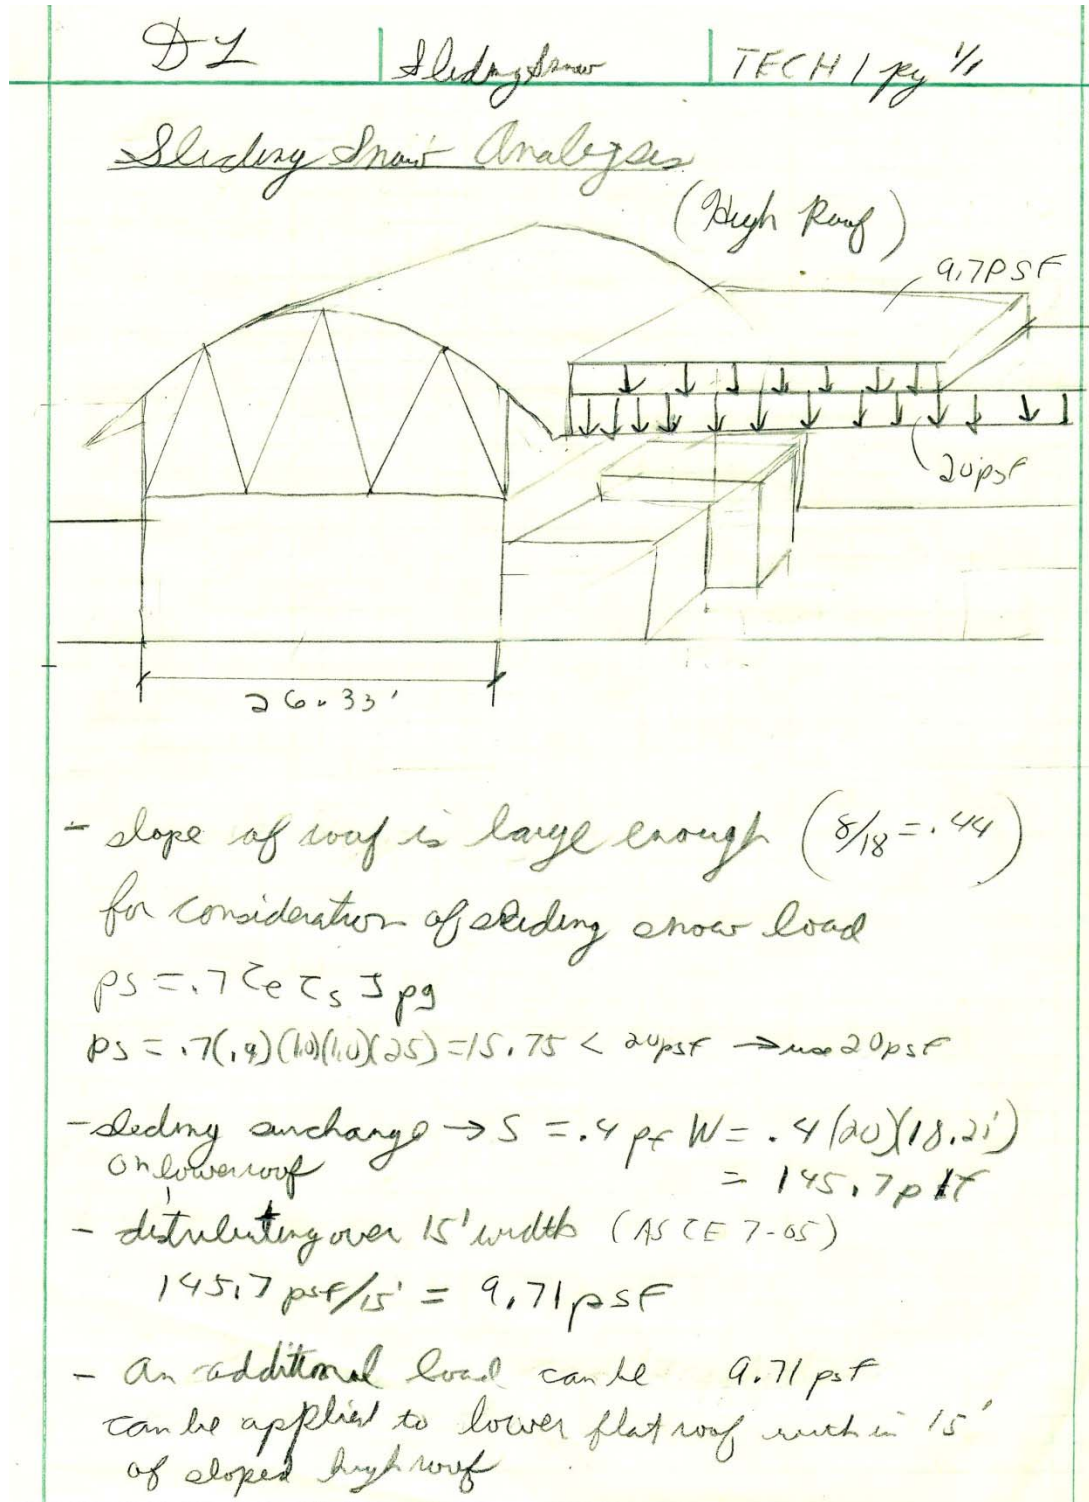 DL
Sliding Snow
TECH 1 pg 1/1
Sliding Snow Analyses
(High Roof)
9.7PSF
20psf
26.33'
- slope of roof is large enough (8/18 = .44)
for consideration of sliding snow load
ps = .7 Ce Cs I pg
ps = .7(.9)(1.0)(1.0)(25) = 15.75 < 20psf → use 20psf
- sliding surcharge → S = .4 pf W = .4(20)(18.21')
on lower roof
= 145.7 plf
- distributing over 15' width (ASCE 7-05)
145.7 psf/15' = 9.71 psf
- An additional load can be 9.71 psf
can be applied to lower flat roof within 15'
of sloped high roof